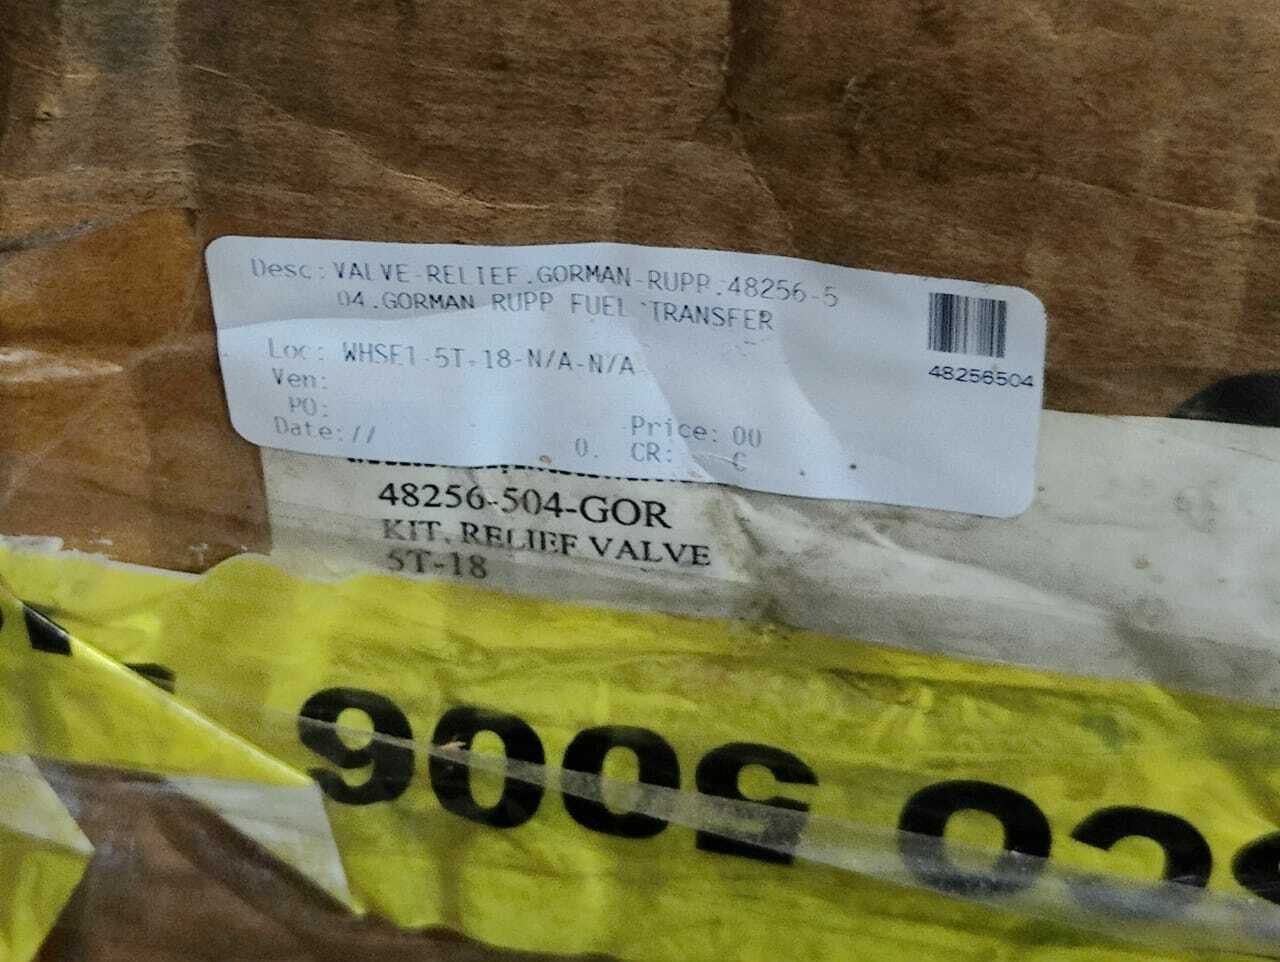 Desc: VALVE-RELIEF.GORMAN-RUPP.48256-5
04.GORMAN RUPP FUEL TRANSFER
48256504
Loc: WHSE1-5T-18-N/A-N/A
Ven:
PO:
Date: //
0.
Price: 00
CR: C
48256-504-GOR
KIT, RELIEF VALVE
5T-18